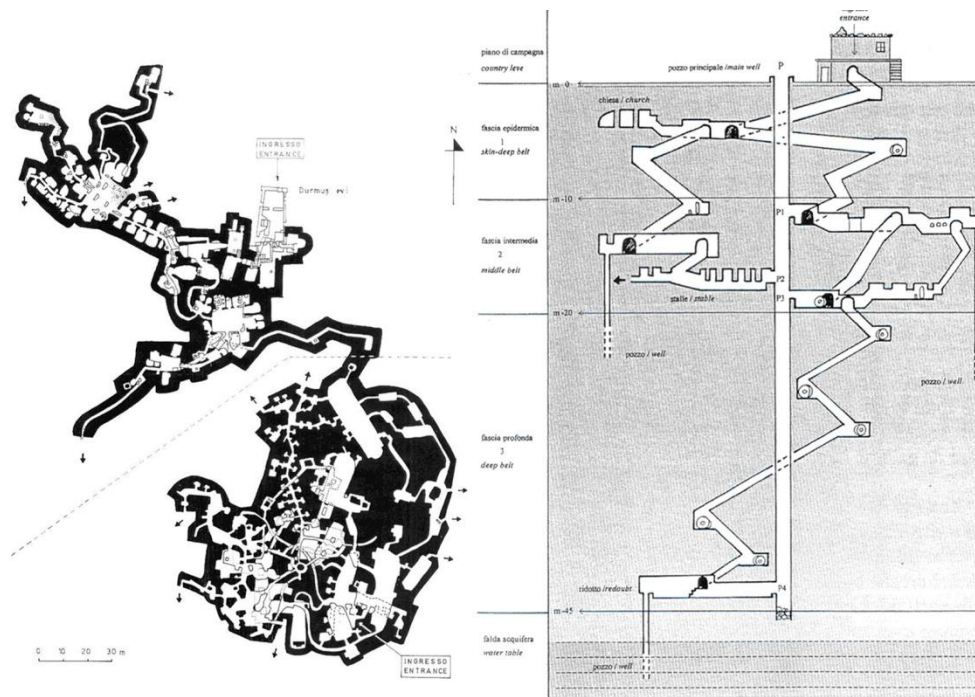 INGRESSO
ENTRANCE
N
Durmus evi
0 10 20 30 m
INGRESSO
ENTRANCE
entrance
piano di campagna
country leve
pozzo principale / main well
P
m 0
chiesa / church
fascia epidermica
1
skin-deep belt
m -10
P1
fascia intermedia
2
middle belt
P2
stalle / stable
P3
m -20
pozzo / well
pozzo / well
fascia profonda
3
deep belt
ridotto / redoubt
P4
m -45
falda acquifera
water table
pozzo / well